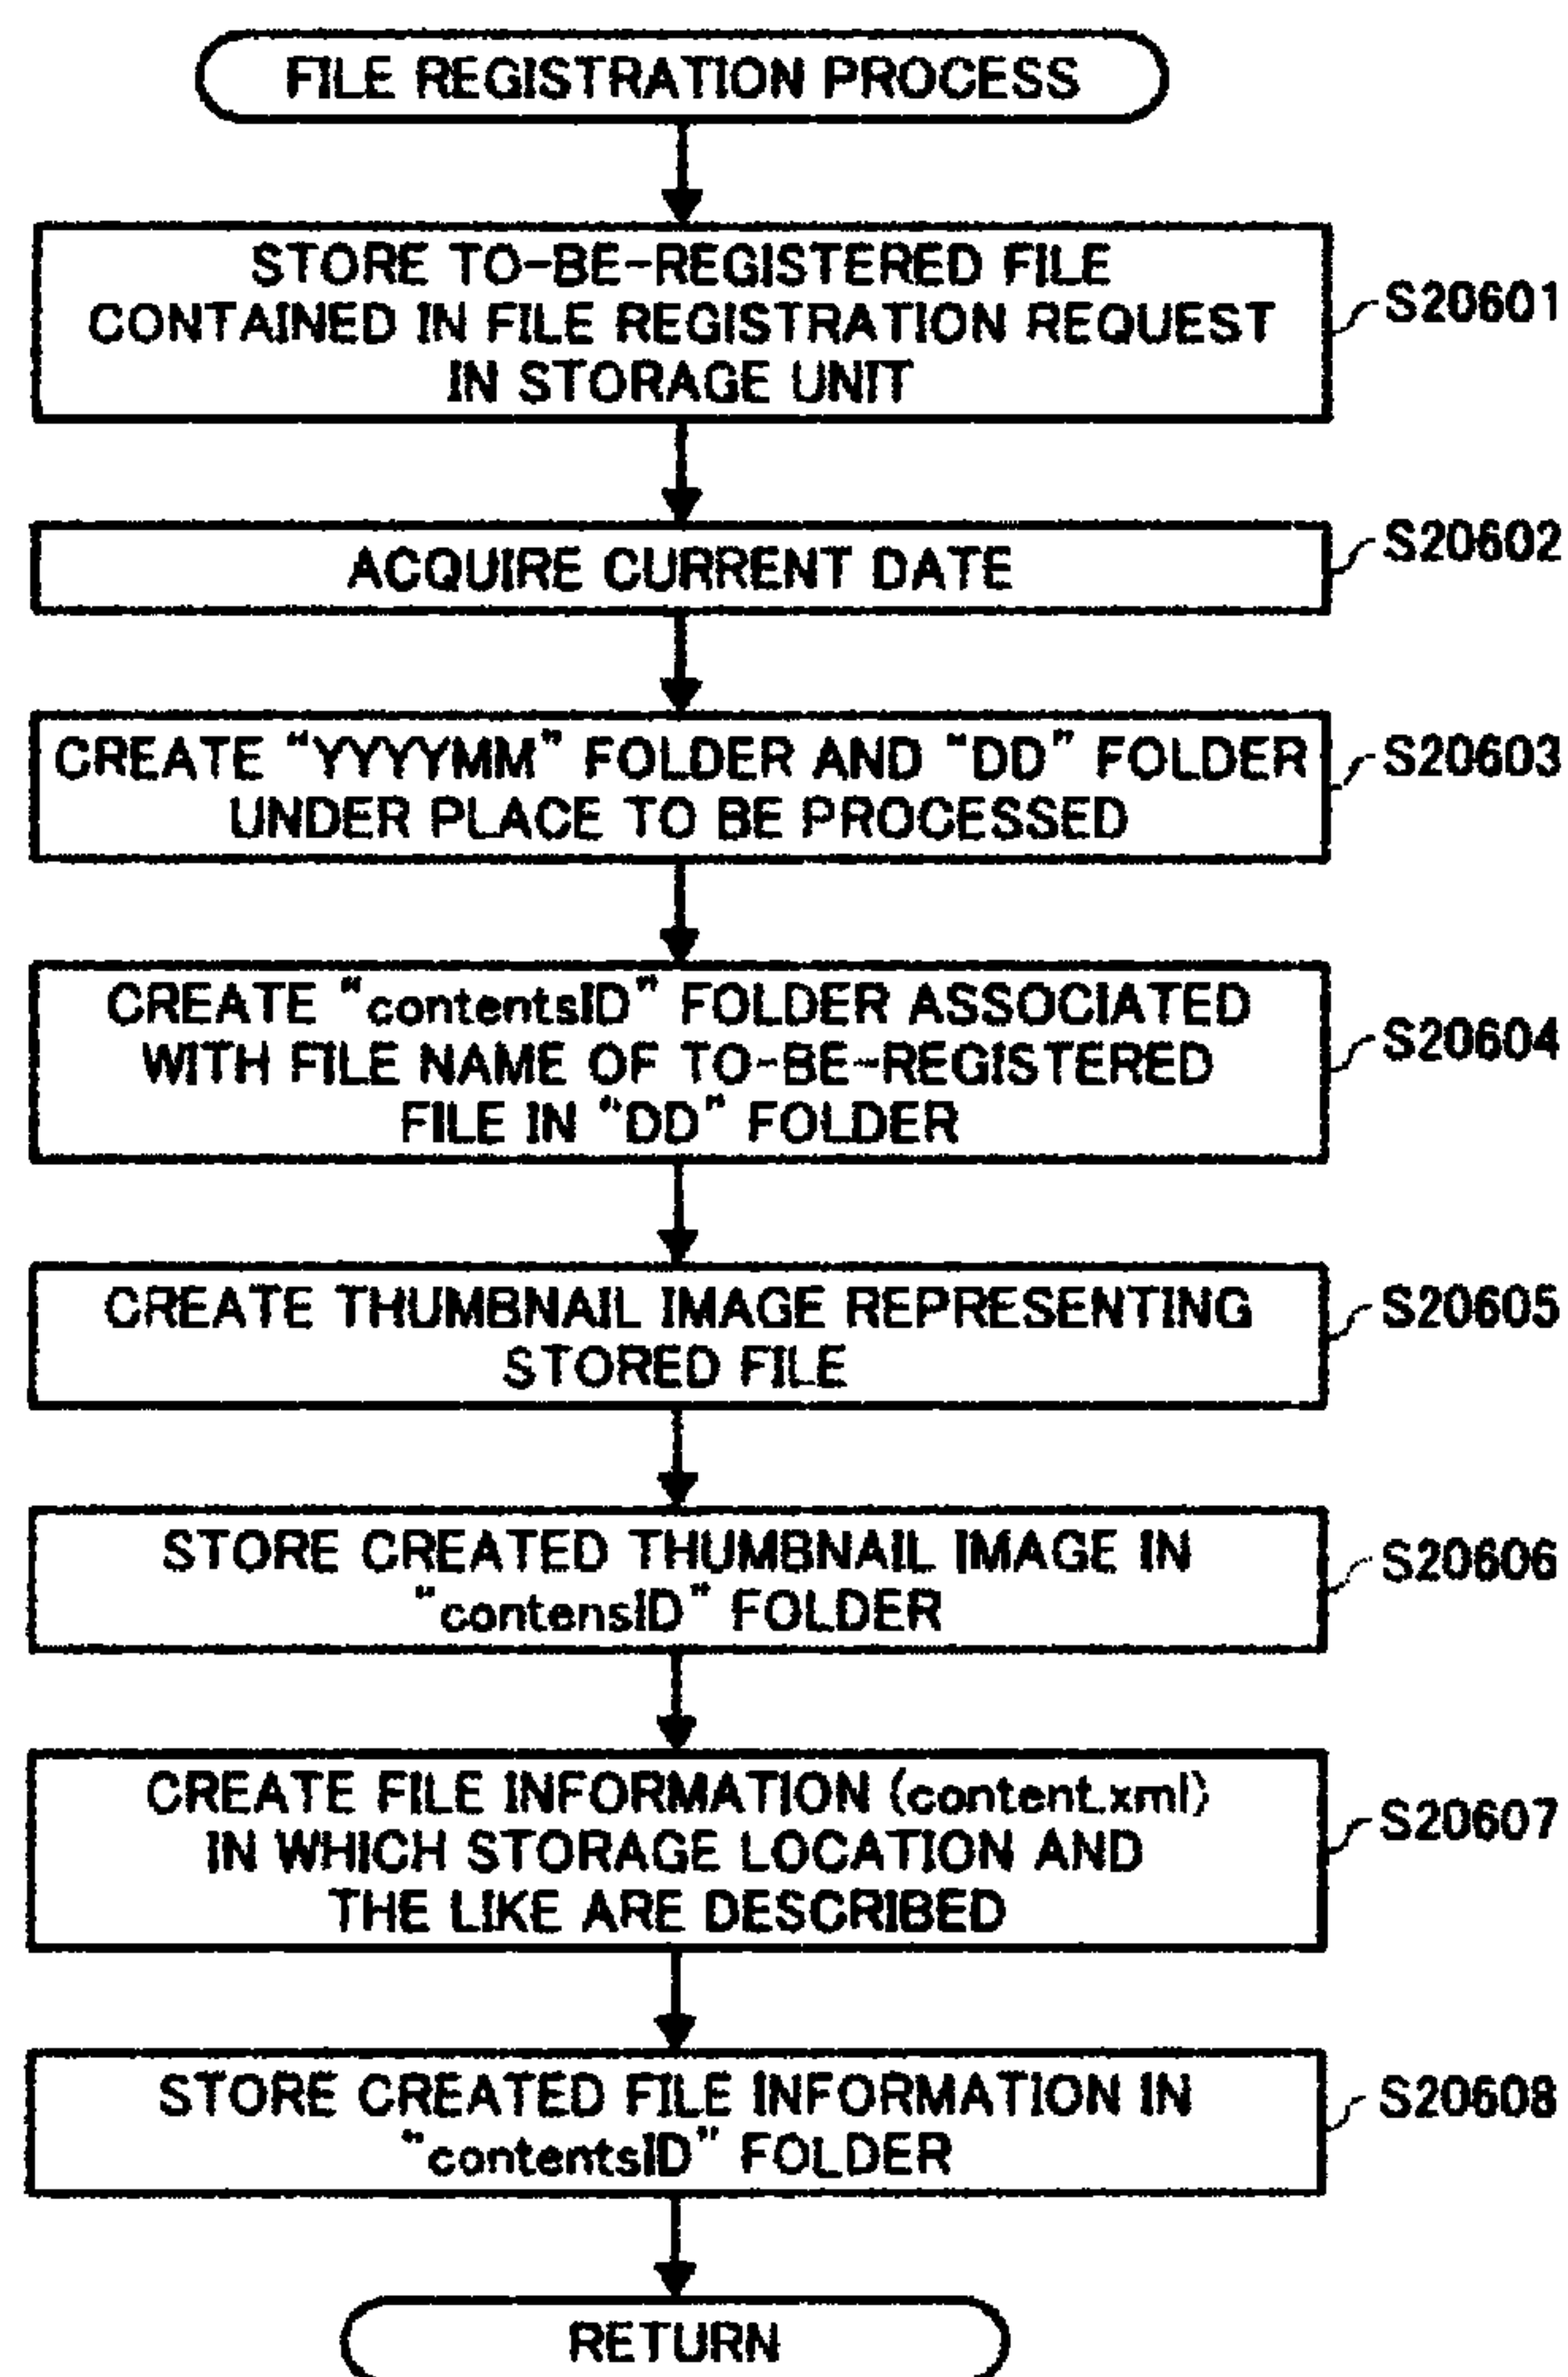 FILE REGISTRATION PROCESS
STORE TO-BE-REGISTERED FILE
CONTAINED IN FILE REGISTRATION REQUEST
IN STORAGE UNIT
S20601
ACQUIRE CURRENT DATE
S20602
CREATE "YYYYMM" FOLDER AND "DD" FOLDER
UNDER PLACE TO BE PROCESSED
S20603
CREATE "contentsID" FOLDER ASSOCIATED
WITH FILE NAME OF TO-BE-REGISTERED
FILE IN "DD" FOLDER
S20604
CREATE THUMBNAIL IMAGE REPRESENTING
STORED FILE
S20605
STORE CREATED THUMBNAIL IMAGE IN
"contensID" FOLDER
S20606
CREATE FILE INFORMATION (content.xml)
IN WHICH STORAGE LOCATION AND
THE LIKE ARE DESCRIBED
S20607
STORE CREATED FILE INFORMATION IN
"contentsID" FOLDER
S20608
RETURN